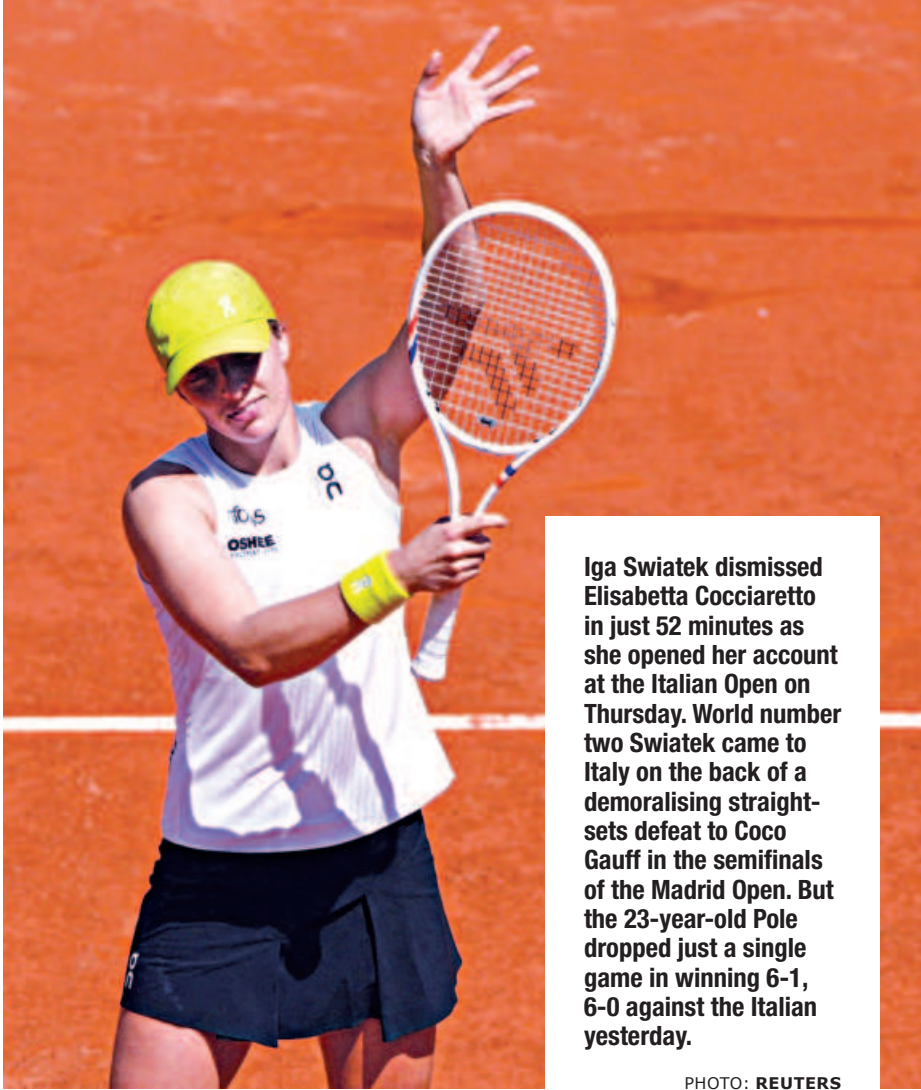 OSHEE
Iga Swiatek dismissed
Elisabetta Cocciaretto
in just 52 minutes as
she opened her account
at the Italian Open on
Thursday. World number
two Swiatek came to
Italy on the back of a
demoralising straight-
sets defeat to Coco
Gauff in the semifinals
of the Madrid Open. But
the 23-year-old Pole
dropped just a single
game in winning 6-1,
6-0 against the Italian
yesterday.
PHOTO: REUTERS